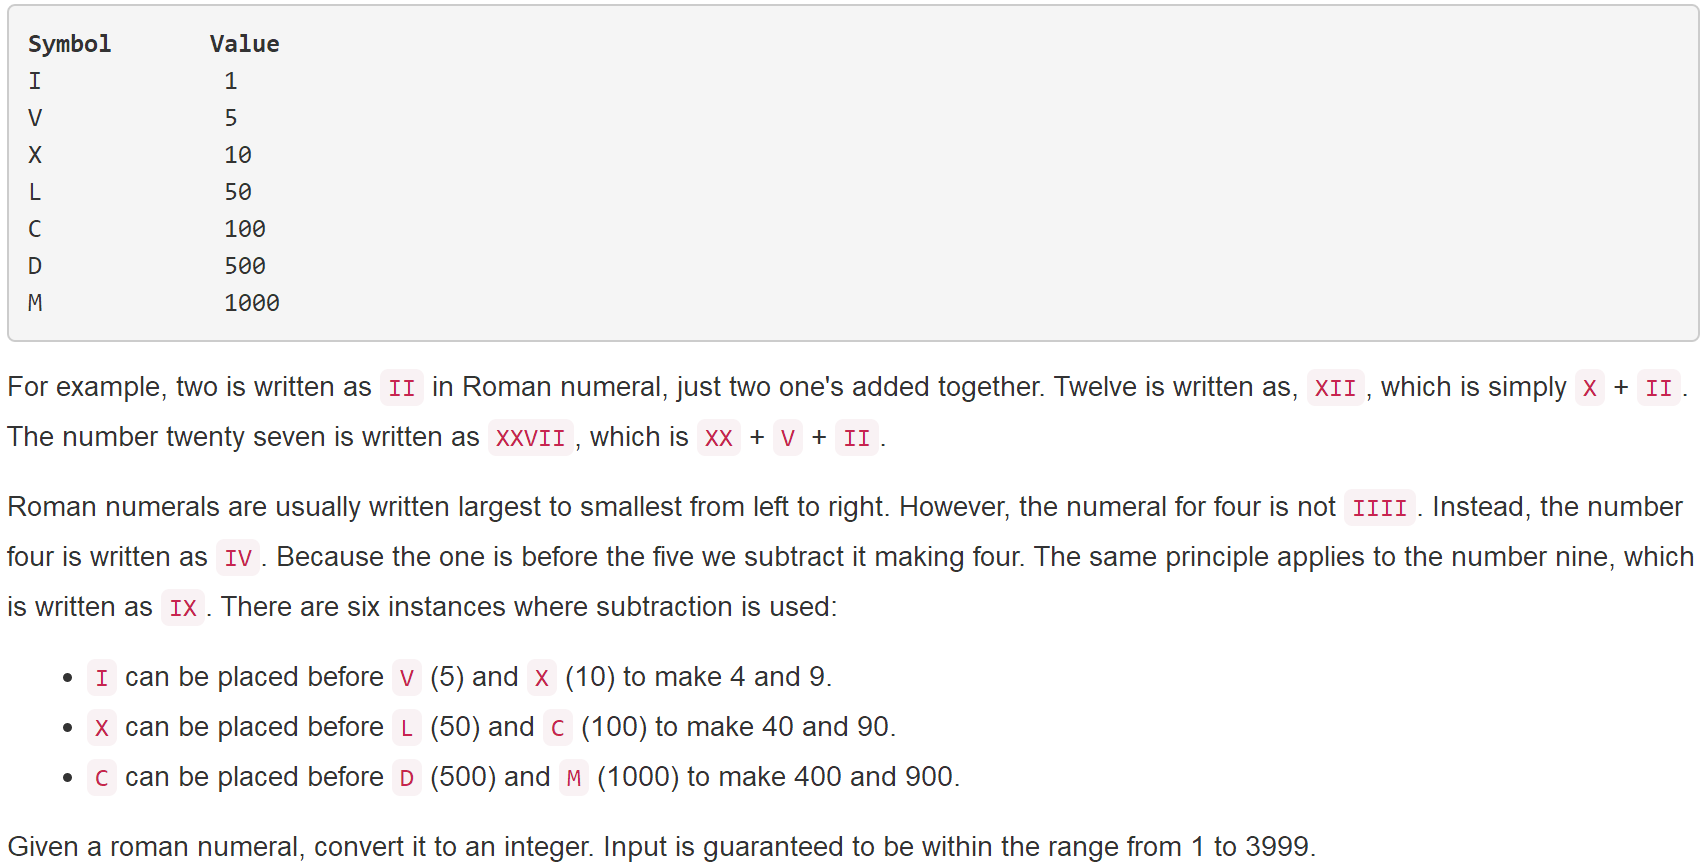 Symbol Value
I 1
V 5
X 10
L 50
C 100
D 500
M 1000
For example, two is written as II in Roman numeral, just two one's added together. Twelve is written as, XII, which is simply X + II.
The number twenty seven is written as XXVII, which is XX + V + II.
Roman numerals are usually written largest to smallest from left to right. However, the numeral for four is not IIII. Instead, the number
four is written as IV. Because the one is before the five we subtract it making four. The same principle applies to the number nine, which
is written as IX. There are six instances where subtraction is used:
• I can be placed before V (5) and X (10) to make 4 and 9.
• X can be placed before L (50) and C (100) to make 40 and 90.
• C can be placed before D (500) and M (1000) to make 400 and 900.
Given a roman numeral, convert it to an integer. Input is guaranteed to be within the range from 1 to 3999.